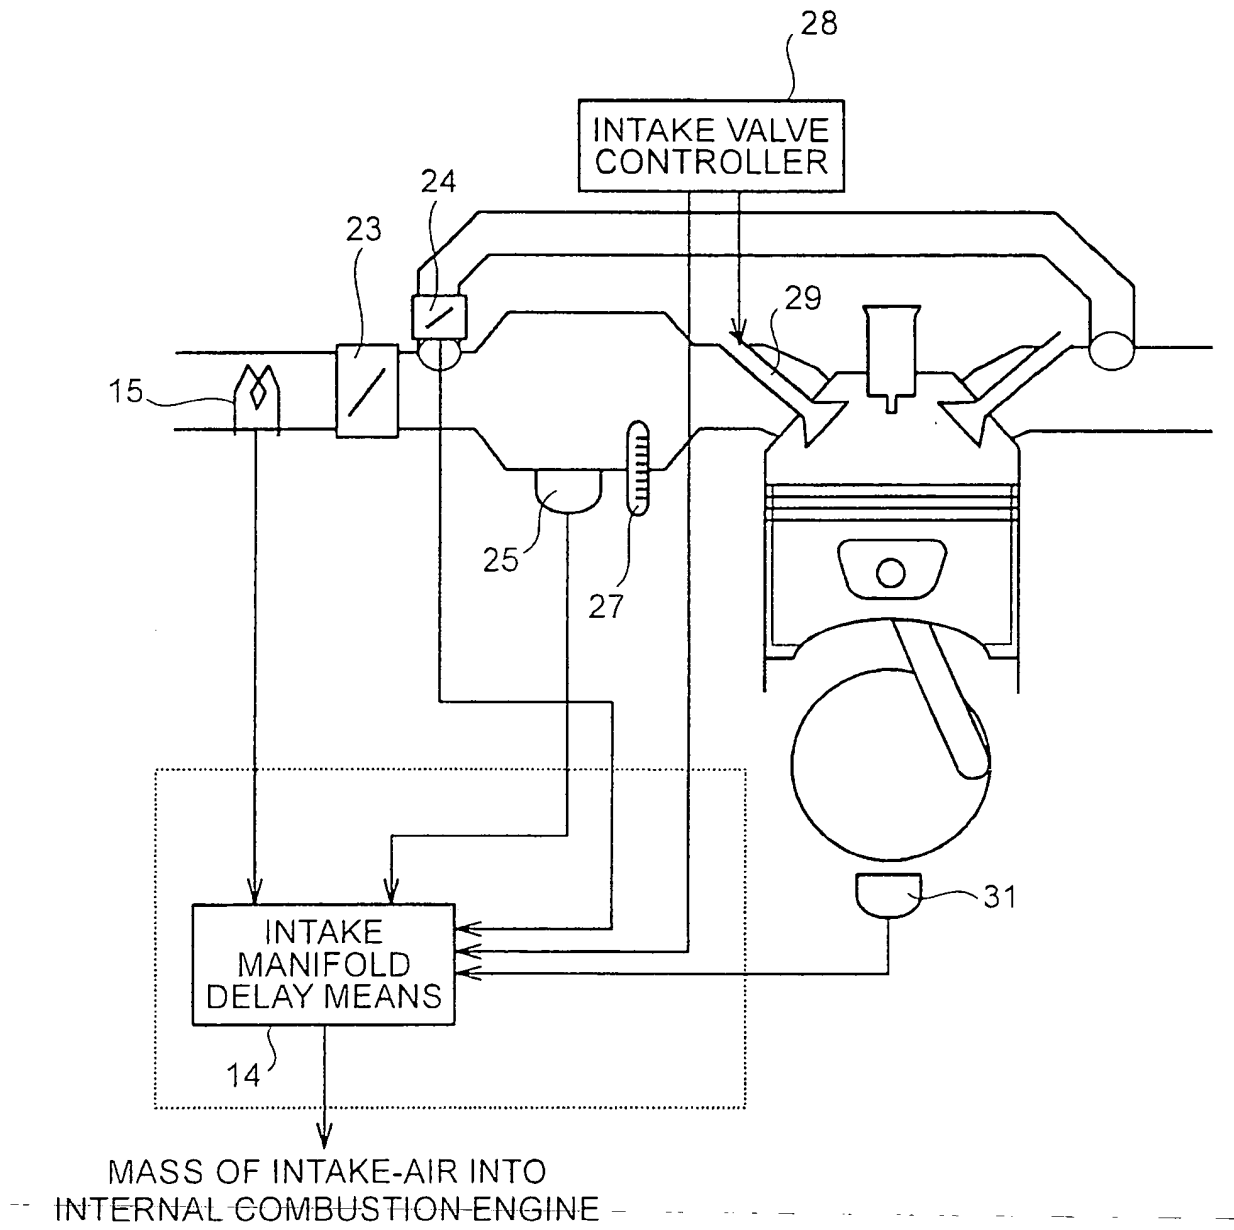 28
INTAKE VALVE
CONTROLLER
24
23
29
15
25
27
31
INTAKE
MANIFOLD
DELAY MEANS
14
MASS OF INTAKE-AIR INTO
INTERNAL COMBUSTION ENGINE